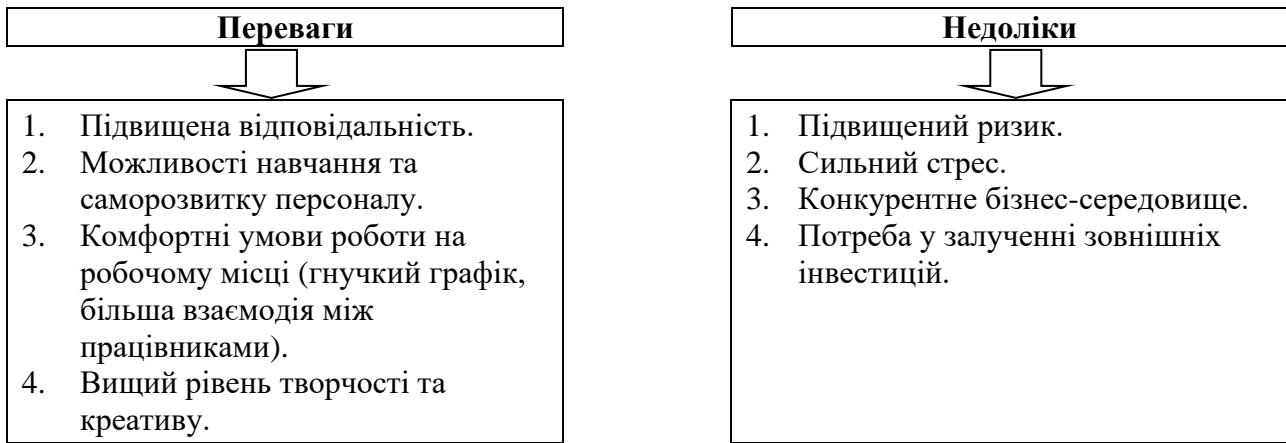 Переваги
1. Підвищена відповідальність.
2. Можливості навчання та
саморозвитку персоналу.
3. Комфортні умови роботи на
робочому місці (гнучкий графік,
більша взаємодія між
працівниками).
4. Вищий рівень творчості та
креативу.
Недоліки
1. Підвищений ризик.
2. Сильний стрес.
3. Конкурентне бізнес-середовище.
4. Потреба у залученні зовнішніх
інвестицій.